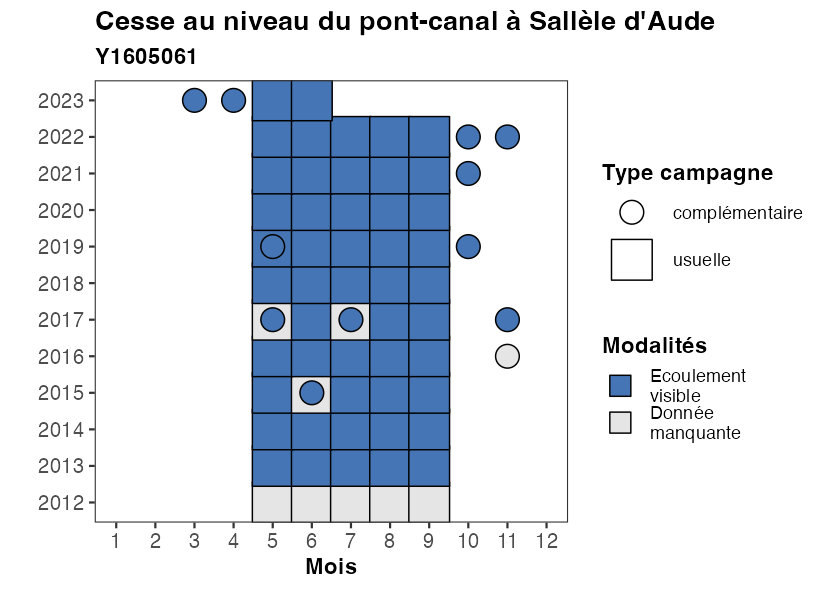 Cesse au niveau du pont-canal à Sallèle d'Aude
Y1605061
2023
2022
2021
2020
2019
2018
2017
2016
2015
2014
2013
2012
1 2 3 4 5 6 7 8 9 10 11 12
Mois
Type campagne
complémentaire
usuelle
Modalités
Ecoulement
visible
Donnée
manquante